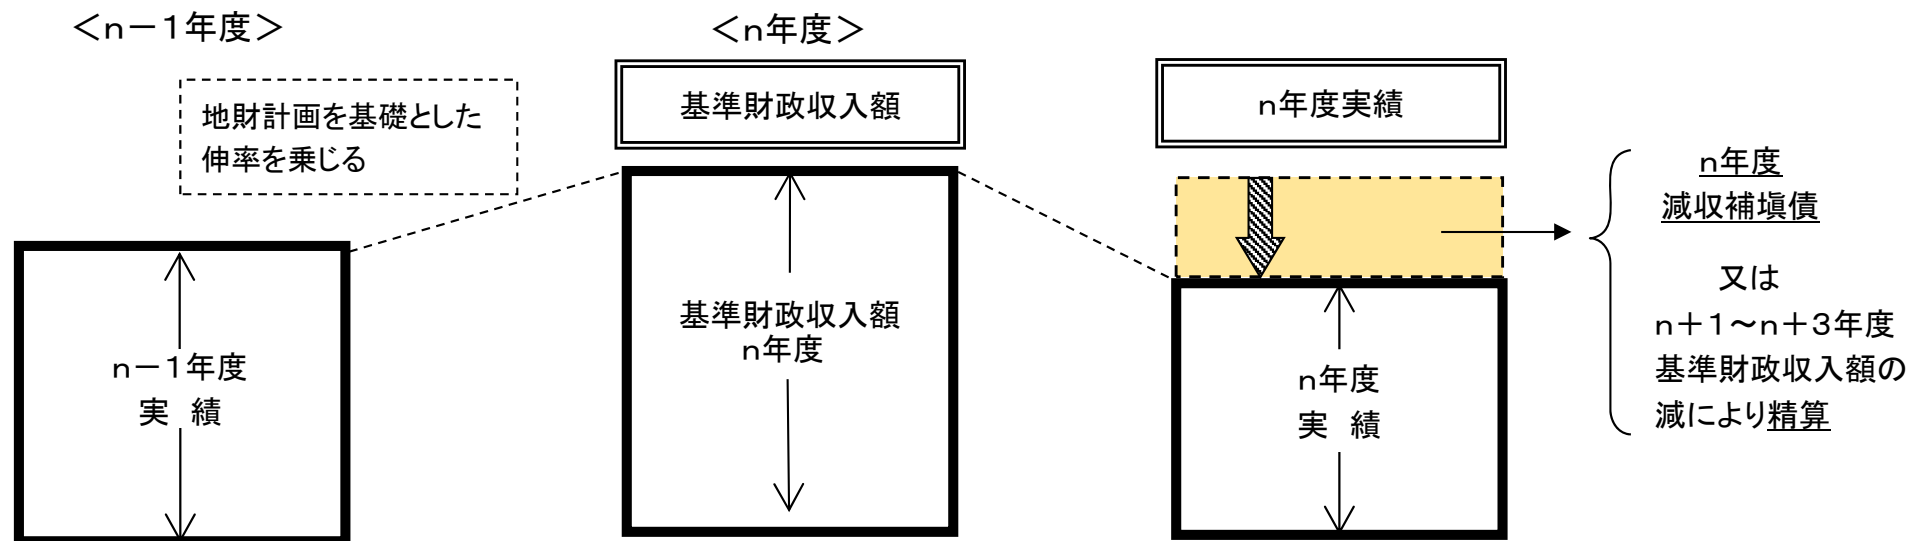 ＜ｎ－１年度＞
地財計画を基礎とした
伸率を乗じる
ｎ－１年度
実　績
＜ｎ年度＞
基準財政収入額
基準財政収入額
ｎ年度
ｎ年度実績
ｎ年度
実　績
ｎ年度
減収補塡債
又は
ｎ＋１～ｎ＋３年度
基準財政収入額の
減により精算